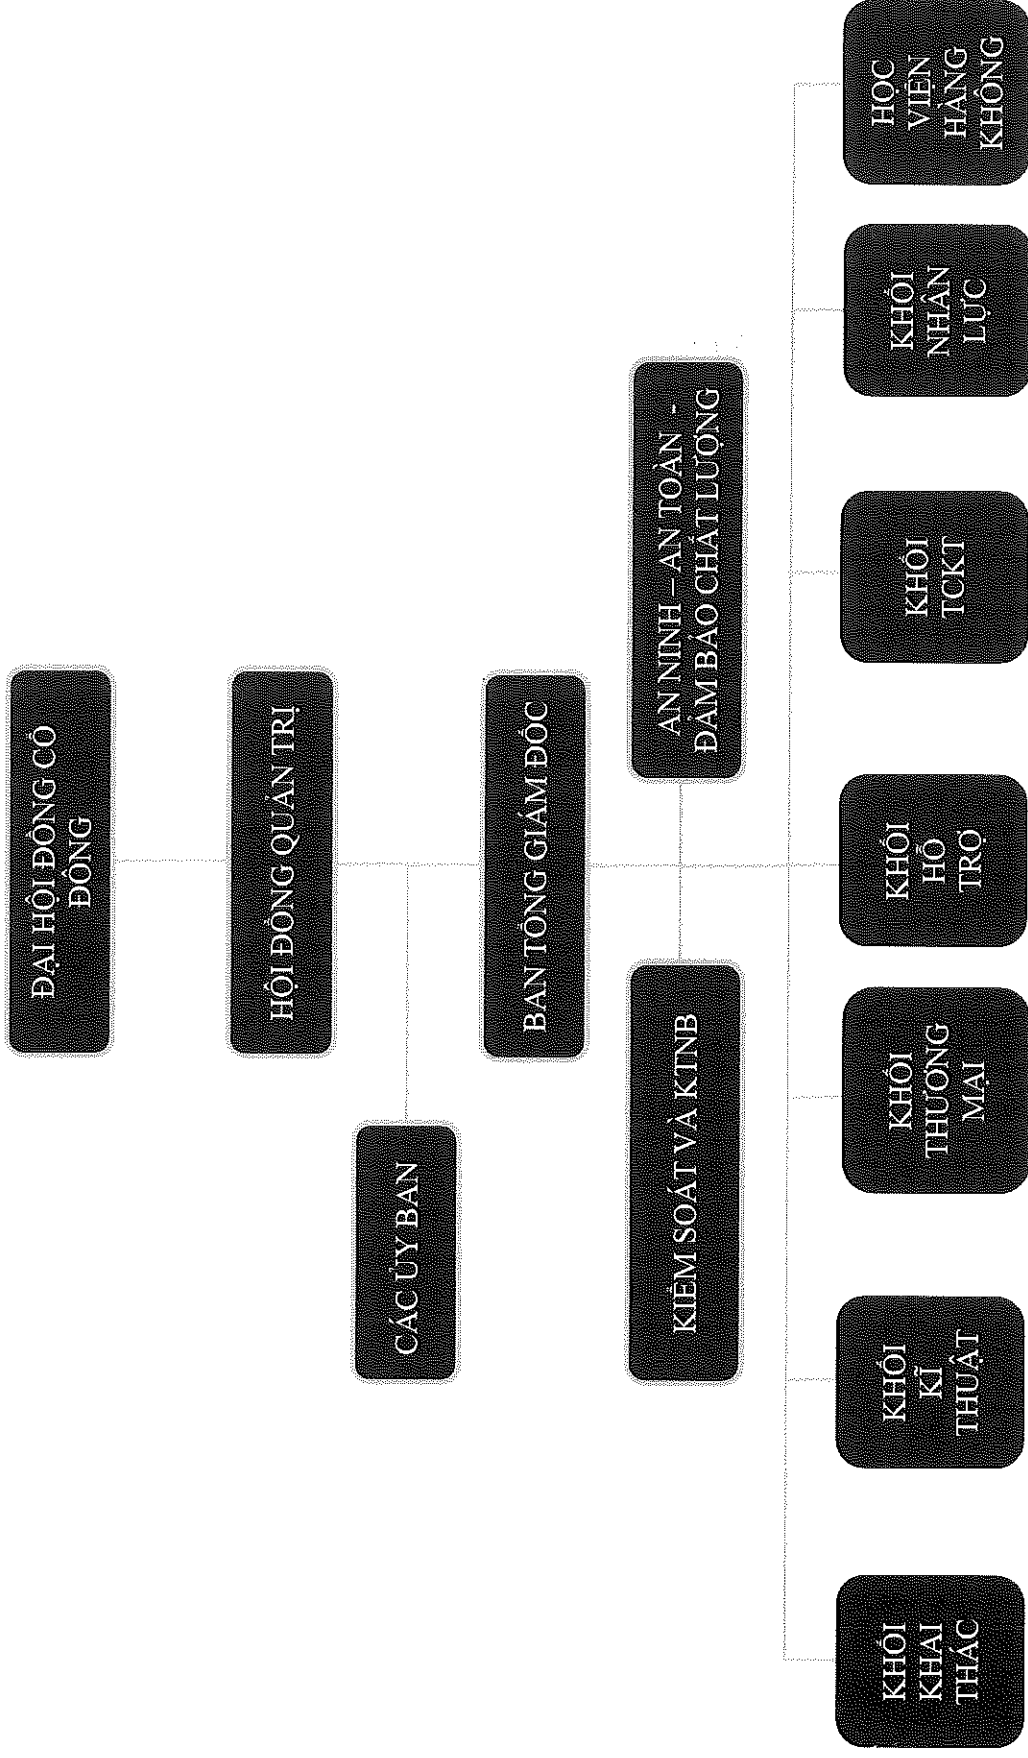 ĐẠI HỘI ĐỒNG CỔ
ĐÔNG
HỘI ĐỒNG QUẢN TRỊ
CÁC ỦY BAN
BAN TỔNG GIÁM ĐỐC
KIỂM SOÁT VÀ KTNB
AN NINH – AN TOÀN -
ĐẢM BẢO CHẤT LƯỢNG
KHỐI
KHAI
THÁC
KHỐI
KĨ
THUẬT
KHỐI
THƯƠNG
MẠI
KHỐI
HỖ
TRỢ
KHỐI
TCKT
KHỐI
NHÂN
LỰC
HỌC
VIỆN
HÀNG
KHÔNG